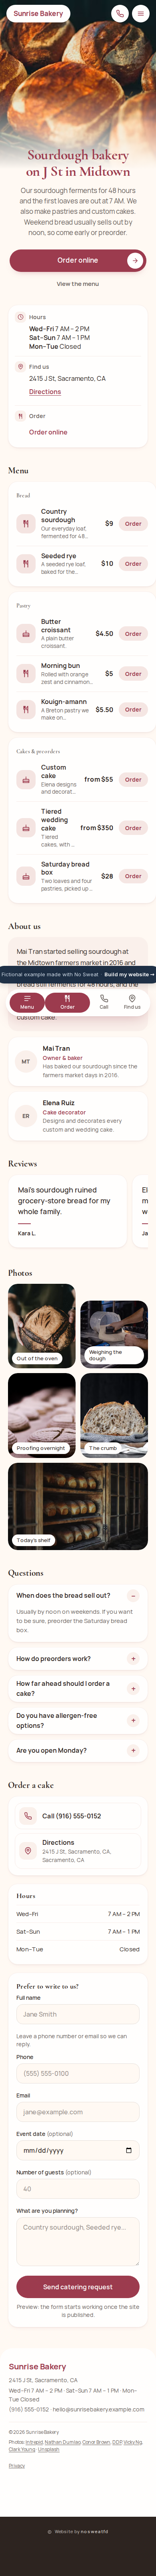 Sunrise Bakery
Sourdough bakery
on J St in Midtown
Our sourdough ferments for 48 hours
and the first loaves are out at 7 AM. We
also make pastries and custom cakes.
Weekend bread usually sells out by
noon, so come early or preorder.
Order online
View the menu
Hours
Wed–Fri 7 AM – 2 PM
Sat–Sun 7 AM – 1 PM
Mon–Tue Closed
Find us
2415 J St, Sacramento, CA
Directions
Order
Order online
Menu
Bread
Country
sourdough
Our everyday loaf,
fermented for 48...
$9
Order
Seedre rye
A seeded rye loaf,
baked for the...
$10
Order
Pastry
Butter
croissant
A plain butter
croissant.
$4.50
Order
Morning bun
Rolled with orange
zest and cinnamon...
$5
Order
Kouign-amann
A Breton pastry we
make on...
$5.50
Order
Cakes & preorders
Custom
cake
Elena designs
and decorat...
from $55
Order
Tiered
wedding
cake
Tiered
cakes, with ...
from $350
Order
Saturday bread
box
Two loaves and four
pastries, picked up ...
$28
Order
About us
Mai Tran started selling sourdough at
the Midtown farmers market in 2016 and
Fictional example made with No Sweat · Build my website →
Menu
Order
Call
Find us
custom cake.
MT
Mai Tran
Owner & baker
Has baked our sourdough since the
farmers market days in 2016.
ER
Elena Ruiz
Cake decorator
Designs and decorates every
custom and wedding cake.
Reviews
Mai's sourdough ruined
grocery-store bread for my
whole family.
Kara L.
Photos
Out of the oven
Weighing the
dough
Proofing overnight
The crumb
Today's shelf
Questions
When does the bread sell out?
Usually by noon on weekends. If you want
to be sure, preorder the Saturday bread
box.
How do preorders work?
How far ahead should I order a
cake?
Do you have allergen-free
options?
Are you open Monday?
Order a cake
Call (916) 555-0152
Directions
2415 J St, Sacramento, CA,
Sacramento, CA
Hours
Wed–Fri 7 AM – 2 PM
Sat–Sun 7 AM – 1 PM
Mon–Tue Closed
Prefer to write to us?
Full name
Jane Smith
Leave a phone number or email so we can
reply.
Phone
(555) 555-0100
Email
jane@example.com
Event date (optional)
mm/dd/yyyy
Number of guests (optional)
40
What are you planning?
Country sourdough, Seeded rye...
Send catering request
Preview: the form starts working once the site
is published.
Sunrise Bakery
2415 J St, Sacramento, CA
Wed–Fri 7 AM – 2 PM · Sat–Sun 7 AM – 1 PM · Mon–
Tue Closed
(916) 555-0152 · hello@sunrisebakery.example.com
© 2026 Sunrise Bakery
Photos: Intrepid, Nathan Dumlao, Conor Brown, DDP, Vicky Ng,
Clark Young · Unsplash
Privacy
Website by nosweatfd